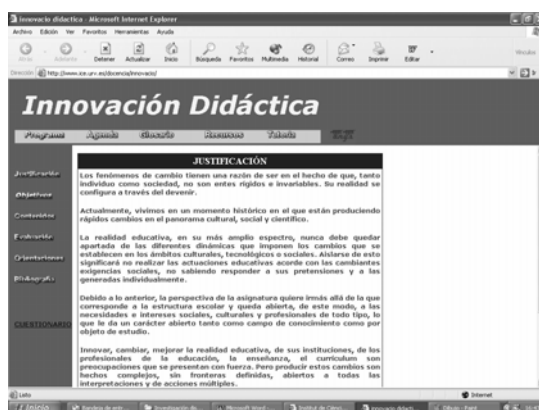 innovacio didactica - Microsoft Internet Explorer
Archivo Edición Ver Favoritos Herramientas Ayuda
Atrás Adelante Detener Actualizar Inicio Búsqueda Favoritos Multimedia Historial Correo Imprimir Editar
Vínculos
Dirección
Innovación Didáctica
Programa Agenda Glosario Recursos Tutoría
Justificación
Objetivos
Contenidos
Evaluación
Orientaciones
Bibliografía
CUESTIONARIO
JUSTIFICACIÓN
Los fenómenos de cambio tienen una razón de ser en el hecho de que, tanto
individuo como sociedad, no son entes rígidos e invariables. Su realidad se
configura a través del devenir.
Actualmente, vivimos en un momento histórico en el que están produciendo
rápidos cambios en el panorama cultural, social y científico.
La realidad educativa, en su más amplio espectro, nunca debe quedar
apartada de las diferentes dinámicas que imponen los cambios que se
establecen en los ámbitos culturales, tecnológicos o sociales. Aislarse de esto
significará no realizar las actuaciones educativas acorde con las cambiantes
exigencias sociales, no sabiendo responder a sus pretensiones y a las
generadas individualmente.
Debido a lo anterior, la perspectiva de la asignatura quiere irmás allá de la que
corresponde a la estructura escolar y queda abierta, de este modo, a las
necesidades e intereses sociales, culturales y profesionales de todo tipo, lo
que le da un carácter abierto tanto como campo de conocimiento como por
objeto de estudio.
Innovar, cambiar, mejorar la realidad educativa, de sus instituciones, de los
profesionales de la educación, la enseñanza, el curriculum son
preocupaciones que se presentan con fuerza. Pero producir estos cambios son
hechos complejos, sin fronteras definidas, abiertos a todas las
interpretaciones y de acciones múltiples.
Listo
Internet
Inicio